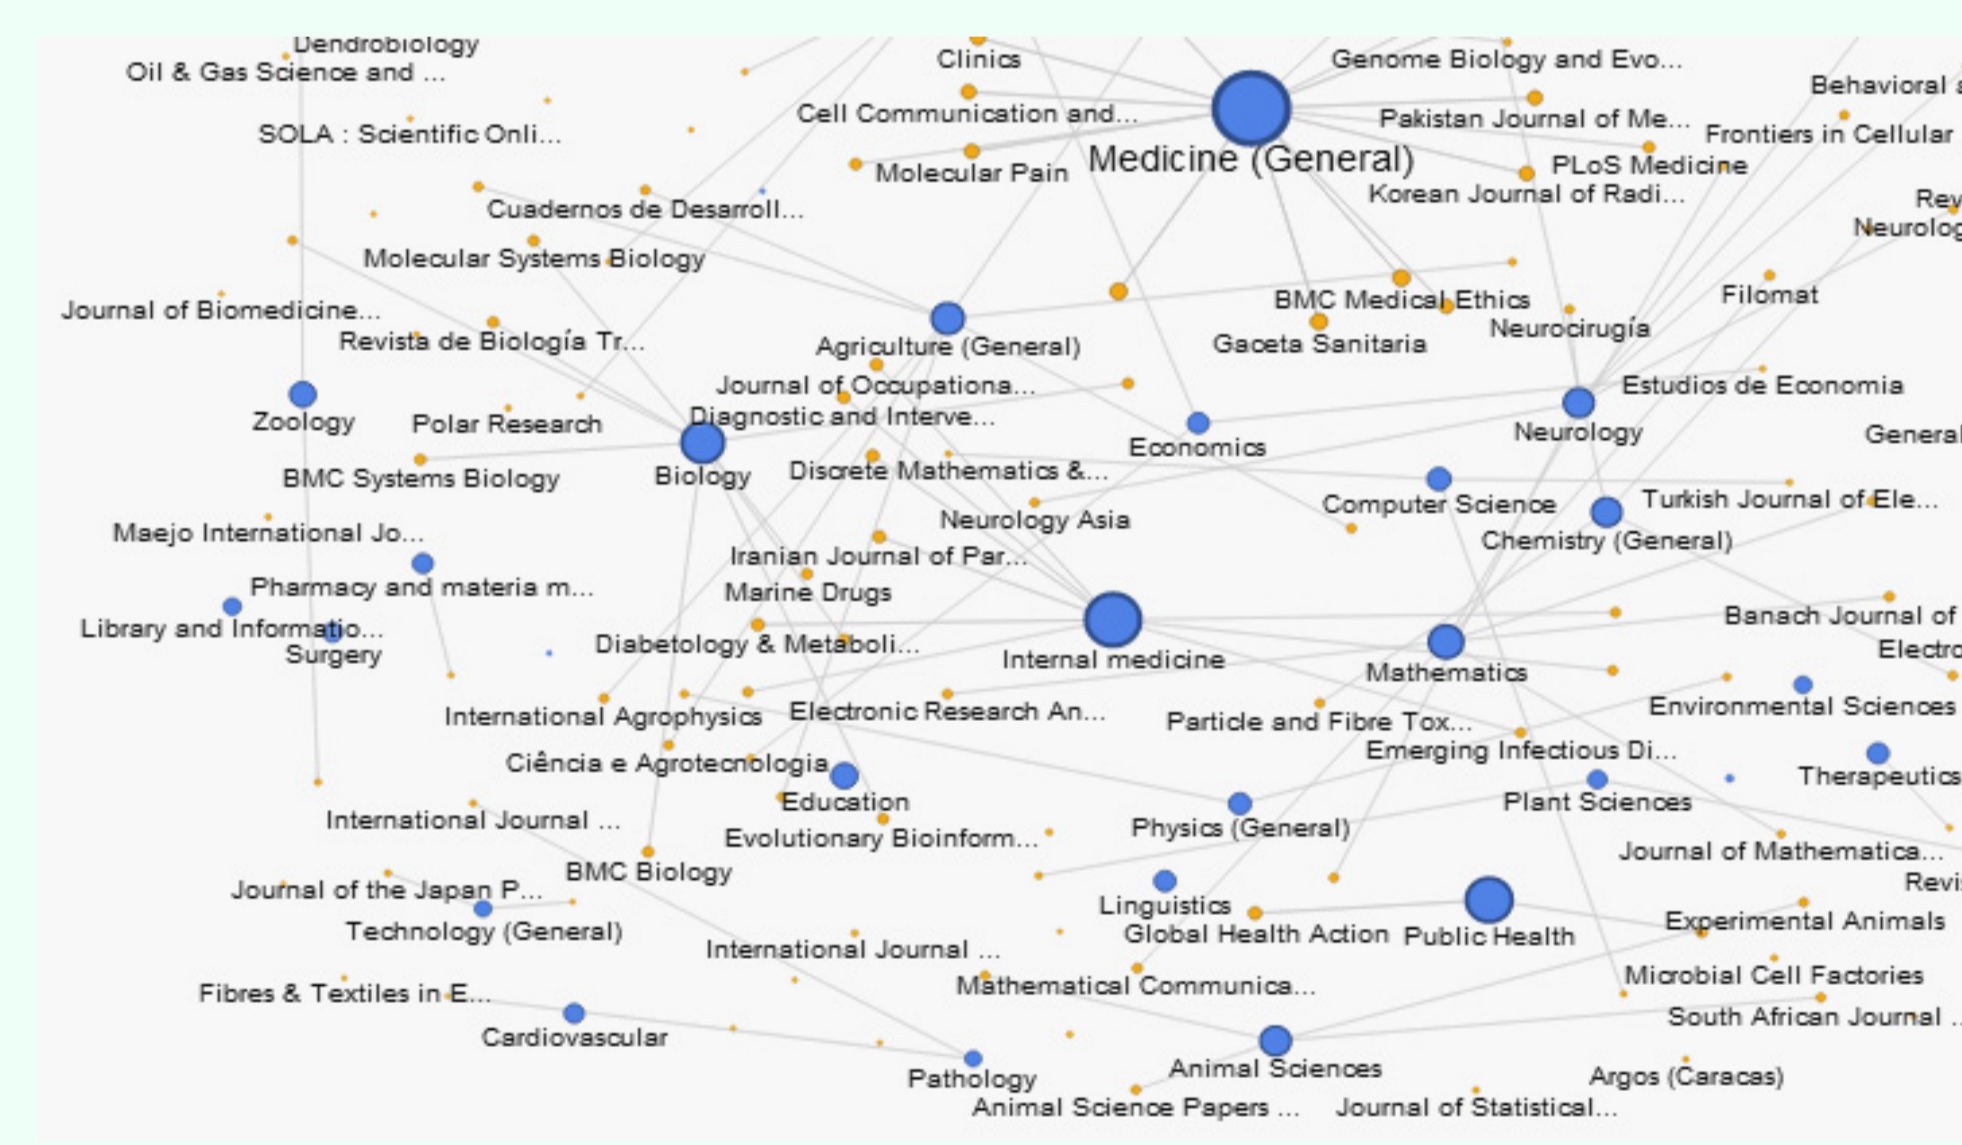 Dendrobiology
Clinics
Genome Biology and Evo...
Oil & Gas Science and ...
Behavioral
Cell Communication and...
Pakistan Journal of Me...
SOLA : Scientific Onli...
Frontiers in Cellular
Medicine (General)
PLoS Medicine
Molecular Pain
Korean Journal of Radi...
Cuadernos de Desarroll...
Molecular Systems Biology
Filomat
BMC Medical Ethics
Journal of Biomedicine...
Neurocirugía
Revista de Biología Tr...
Gaceta Sanitaria
Agriculture (General)
Journal of Occupationa...
Estudios de Economia
Diagnostic and Interve...
Zoology
Polar Research
Neurology
General
Economics
Discrete Mathematics &...
Biology
BMC Systems Biology
Turkish Journal of Ele...
Computer Science
Neurology Asia
Maejo International Jo...
Chemistry (General)
Iranian Journal of Par...
Pharmacy and materia m...
Marine Drugs
Banach Journal of
Library and Informatio...
Diabetology & Metaboli...
Surgery
Internal medicine
Mathematics
Environmental Sciences
Electronic Research An...
International Agrophysics
Particle and Fibre Tox...
Emerging Infectious Di...
Ciência e Agrotecnologia
Therapeutics
Education
Plant Sciences
International Journal ...
Physics (General)
Evolutionary Bioinform...
Journal of Mathematica...
BMC Biology
Journal of the Japan P...
Linguistics
Experimental Animals
Technology (General)
Global Health Action
Public Health
International Journal ...
Microbial Cell Factories
Mathematical Communica...
Fibres & Textiles in E...
South African Journal ...
Cardiovascular
Animal Sciences
Argos (Caracas)
Pathology
Animal Science Papers ...
Journal of Statistical...